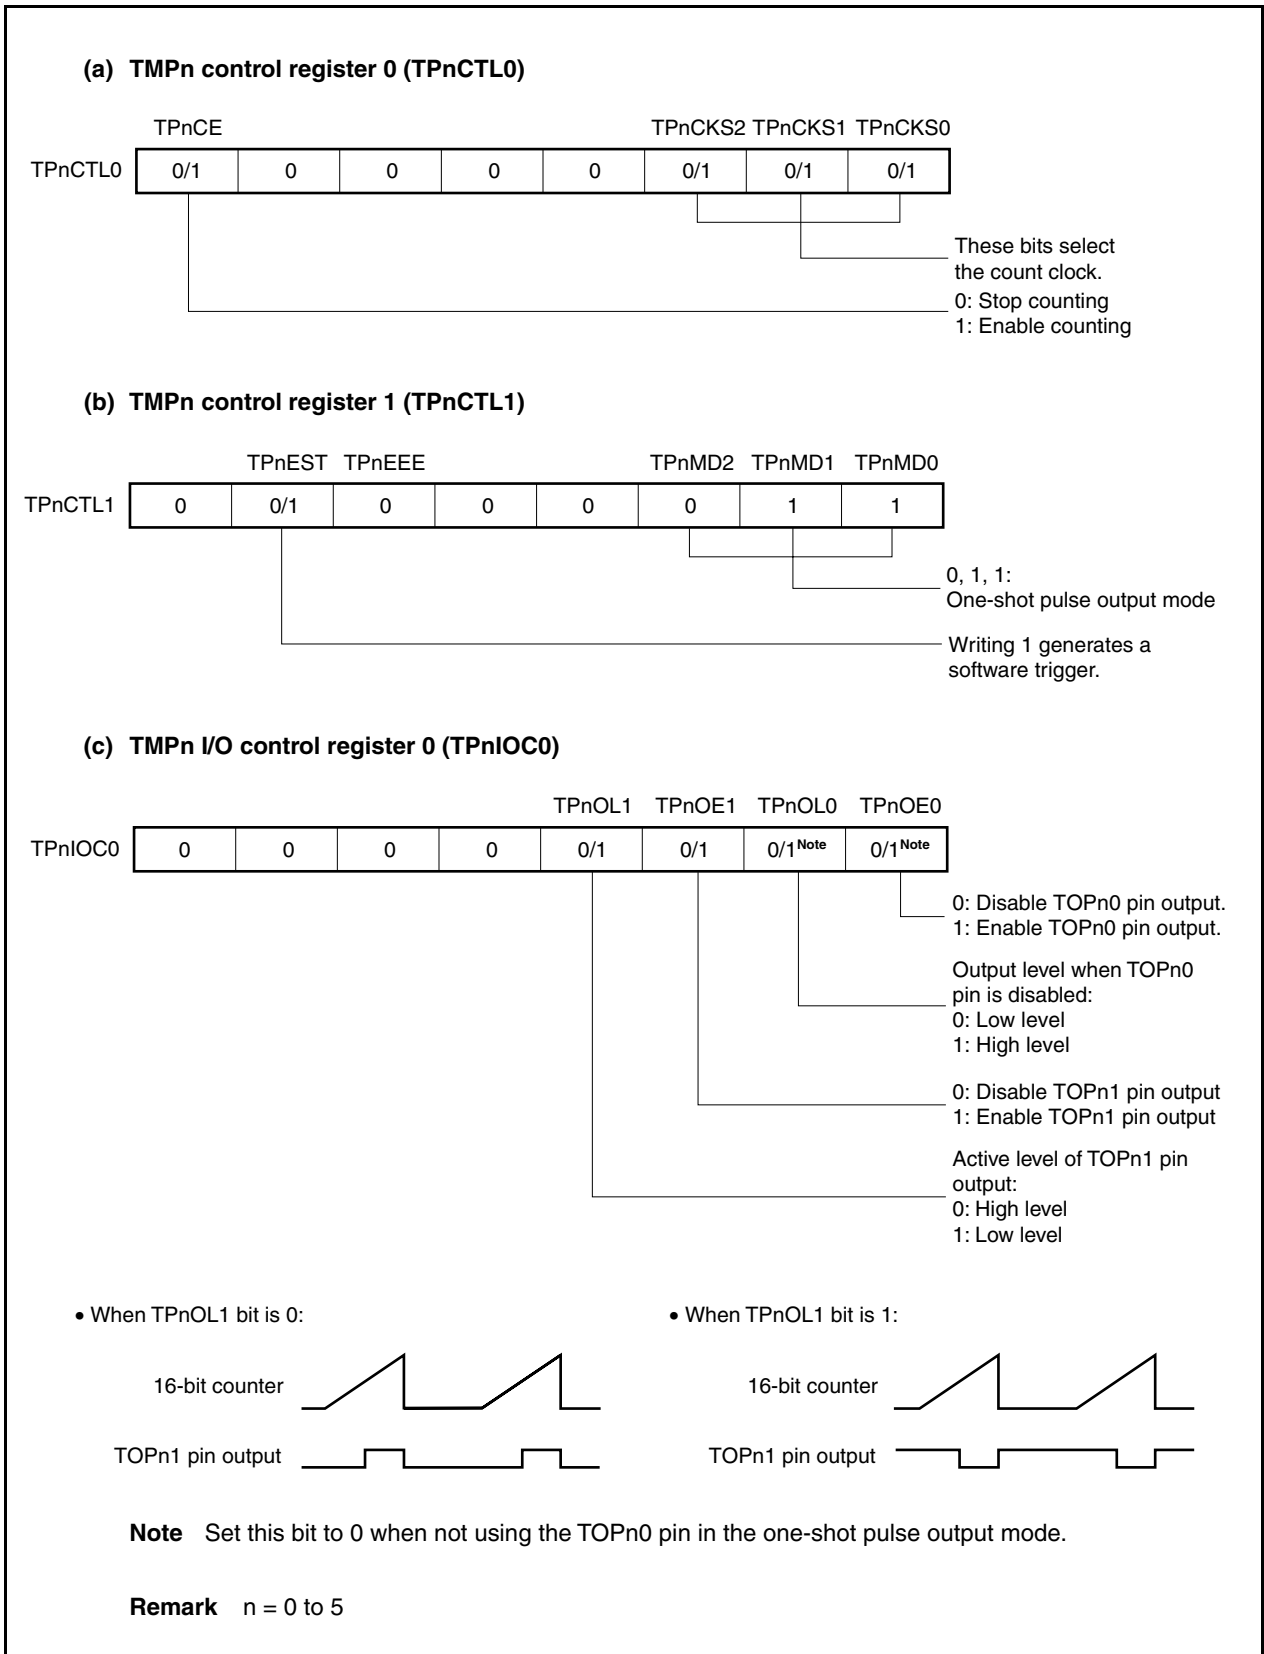 (a) TMPn control register 0 (TPnCTL0)
TPnCE TPnCKS2 TPnCKS1 TPnCKS0
TPnCTL0 0/1 0 0 0 0 0/1 0/1 0/1
These bits select
the count clock.
0: Stop counting
1: Enable counting
(b) TMPn control register 1 (TPnCTL1)
TPnEST TPnEEE TPnMD2 TPnMD1 TPnMD0
TPnCTL1 0 0/1 0 0 0 0 1 1
0, 1, 1:
One-shot pulse output mode
Writing 1 generates a
software trigger.
(c) TMPn I/O control register 0 (TPnIOC0)
TPnOL1 TPnOE1 TPnOL0 TPnOE0
TPnIOC0 0 0 0 0 0/1 0/1 0/1Note 0/1Note
0: Disable TOPn0 pin output.
1: Enable TOPn0 pin output.
Output level when TOPn0
pin is disabled:
0: Low level
1: High level
0: Disable TOPn1 pin output
1: Enable TOPn1 pin output
Active level of TOPn1 pin
output:
0: High level
1: Low level
• When TPnOL1 bit is 0:
16-bit counter
TOPn1 pin output
• When TPnOL1 bit is 1:
16-bit counter
TOPn1 pin output
Note Set this bit to 0 when not using the TOPn0 pin in the one-shot pulse output mode.
Remark n = 0 to 5